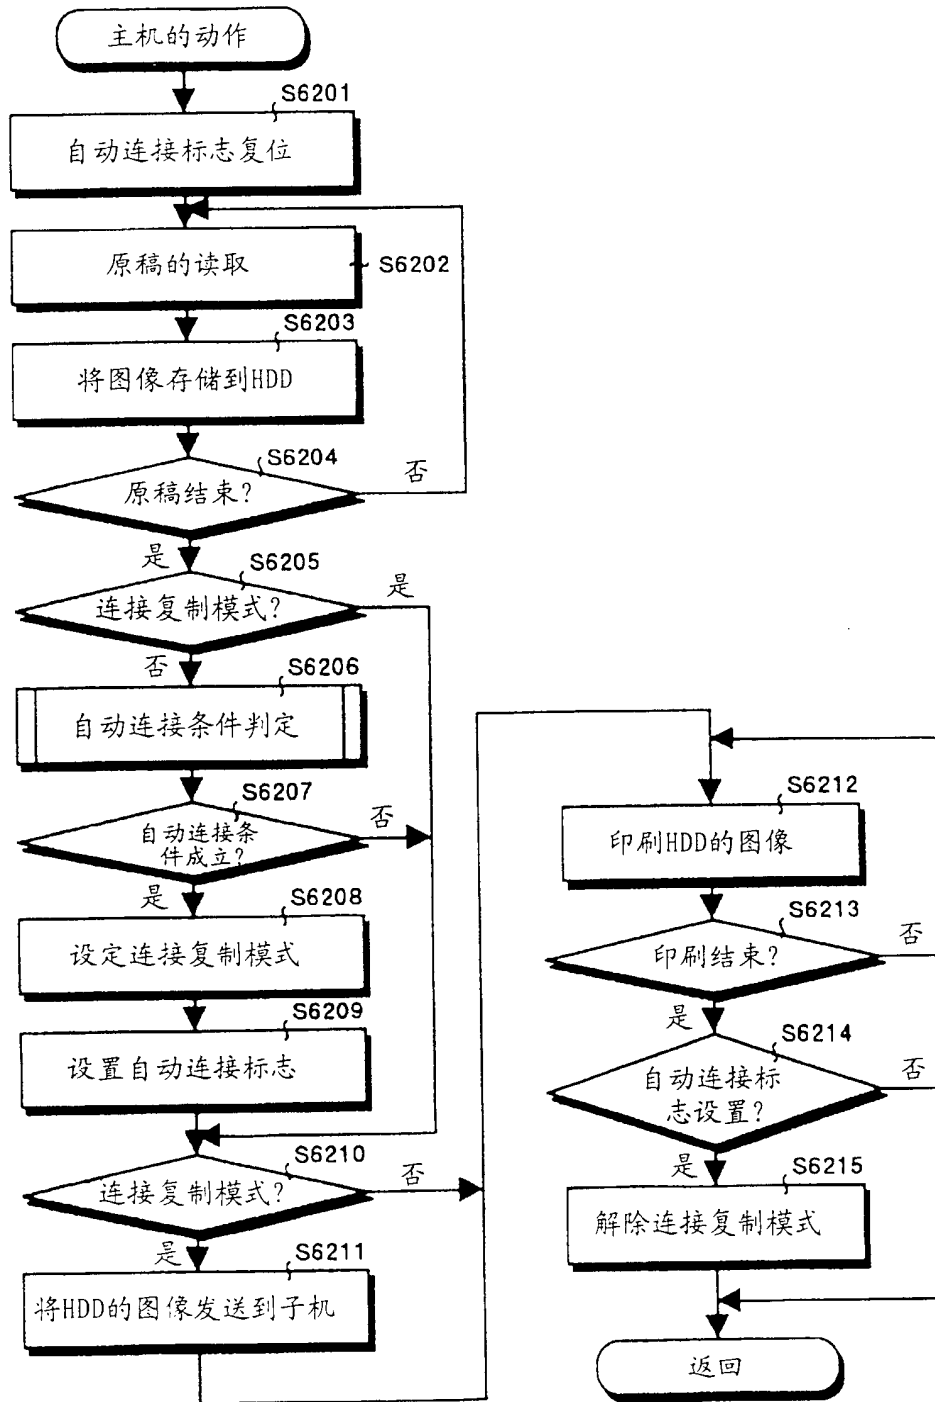 主机的动作
S6201
自动连接标志复位
原稿的读取
S6202
S6203
将图像存储到HDD
S6204
否
原稿结束?
是
S6205
是
连接复制模式?
否
S6206
自动连接条件判定
S6207
否
自动连接条
件成立?
是
S6208
设定连接复制模式
S6209
设置自动连接标志
S6210
否
连接复制模式?
是
S6211
将HDD的图像发送到子机
S6212
印刷HDD的图像
S6213
否
印刷结束?
是
S6214
自动连接标
志设置?
否
是
S6215
解除连接复制模式
返回